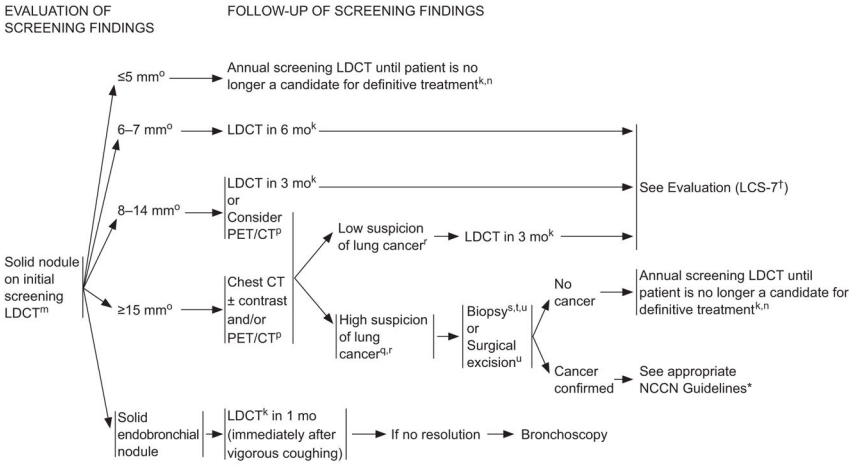 EVALUATION OF
SCREENING FINDINGS
FOLLOW-UP OF SCREENING FINDINGS
≤5 mmᵒ
Annual screening LDCT until patient is no
longer a candidate for definitive treatmentᵏ,ⁿ
6–7 mmᵒ
LDCT in 6 moᵏ
8–14 mmᵒ
LDCT in 3 moᵏ
or
Consider
PET/CTᵖ
See Evaluation (LCS-7†)
Low suspicion
of lung cancerʳ
LDCT in 3 moᵏ
Solid nodule
on initial
screening
LDCTᵐ
≥15 mmᵒ
Chest CT
± contrast
and/or
PET/CTᵖ
High suspicion
of lung
cancer^q,r
Biopsyˢ,ᵗ,ᵘ
or
Surgical
excisionᵘ
No
cancer
Annual screening LDCT until
patient is no longer a candidate for
definitive treatmentᵏ,ⁿ
Cancer
confirmed
See appropriate
NCCN Guidelines*
Solid
endobronchial
nodule
LDCTᵏ in 1 mo
(immediately after
vigorous coughing)
If no resolution
Bronchoscopy